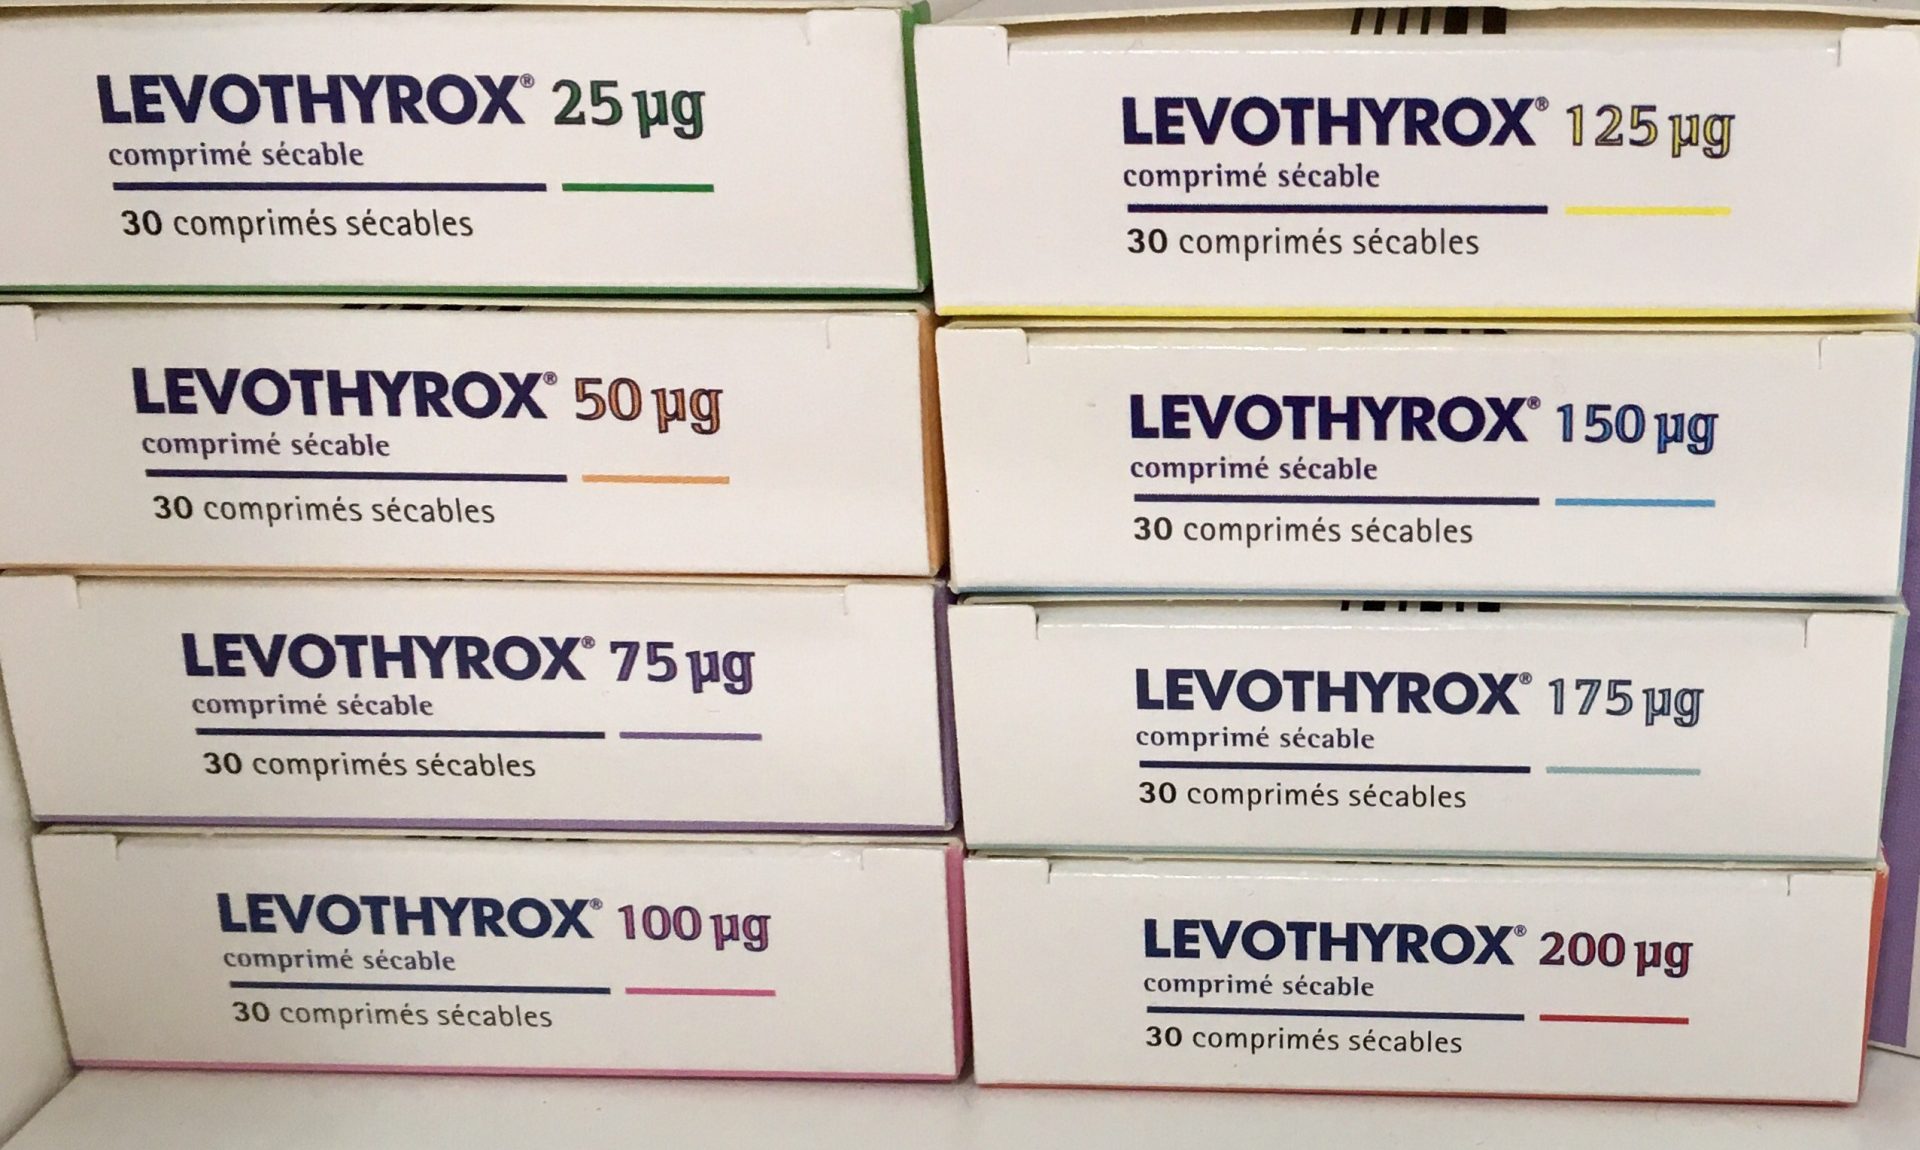 LEVOTHYROX® 25 µg
comprimé sécable
30 comprimés sécables
LEVOTHYROX® 50 µg
comprimé sécable
30 comprimés sécables
LEVOTHYROX® 75 µg
comprimé sécable
30 comprimés sécables
LEVOTHYROX® 100 µg
comprimé sécable
30 comprimés sécables
LEVOTHYROX® 125 µg
comprimé sécable
30 comprimés sécables
LEVOTHYROX® 150 µg
comprimé sécable
30 comprimés sécables
LEVOTHYROX® 175 µg
comprimé sécable
30 comprimés sécables
LEVOTHYROX® 200 µg
comprimé sécable
30 comprimés sécables